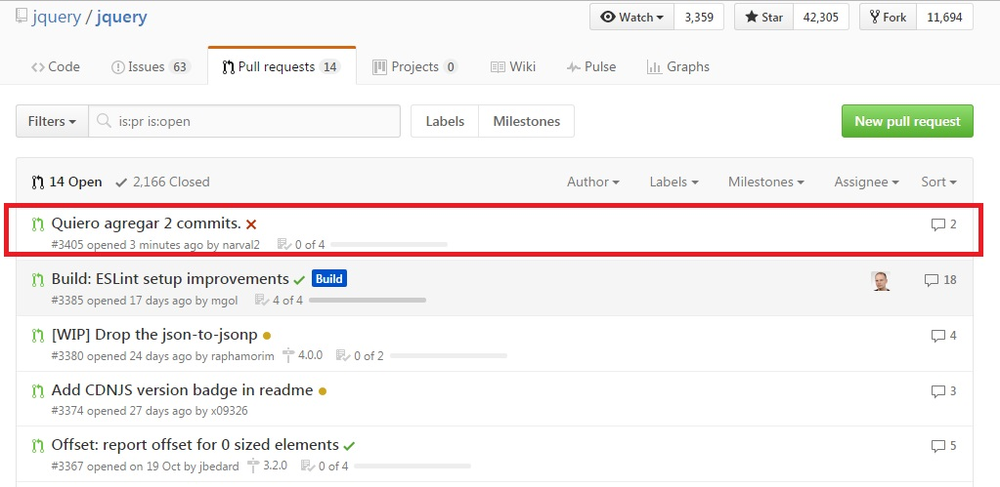 jquery / jquery
Watch 3,359 Star 42,305 Fork 11,694
Code Issues 63 Pull requests 14 Projects 0 Wiki Pulse Graphs
Filters is:pr is:open Labels Milestones New pull request
14 Open 2,166 Closed Author Labels Milestones Assignee Sort
Quiero agregar 2 commits. 2
#3405 opened 3 minutes ago by narval2 0 of 4
Build: ESLint setup improvements Build 18
#3385 opened 17 days ago by mgol 4 of 4
[WIP] Drop the json-to-jsonp 4
#3380 opened 24 days ago by raphamorim 4.0.0 0 of 2
Add CDNJS version badge in readme 3
#3374 opened 27 days ago by x09326
Offset: report offset for 0 sized elements 5
#3367 opened on 19 Oct by jbedard 3.2.0 0 of 4